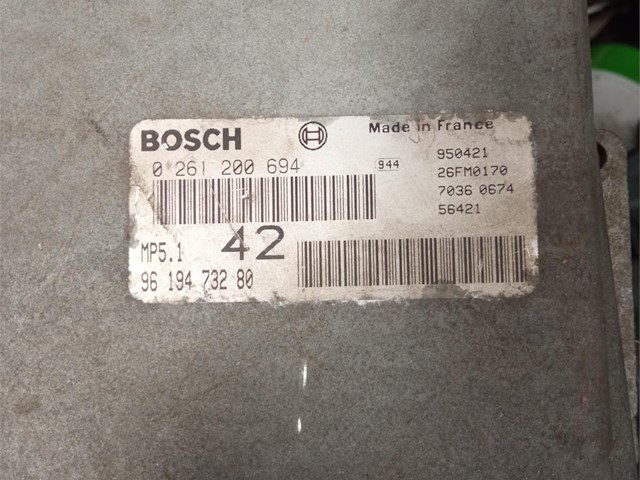 BOSCH
Made in France
0 261 200 694
944
950421
26FM0170
7036 0674
56421
MP5.1
42
96 194 732 80